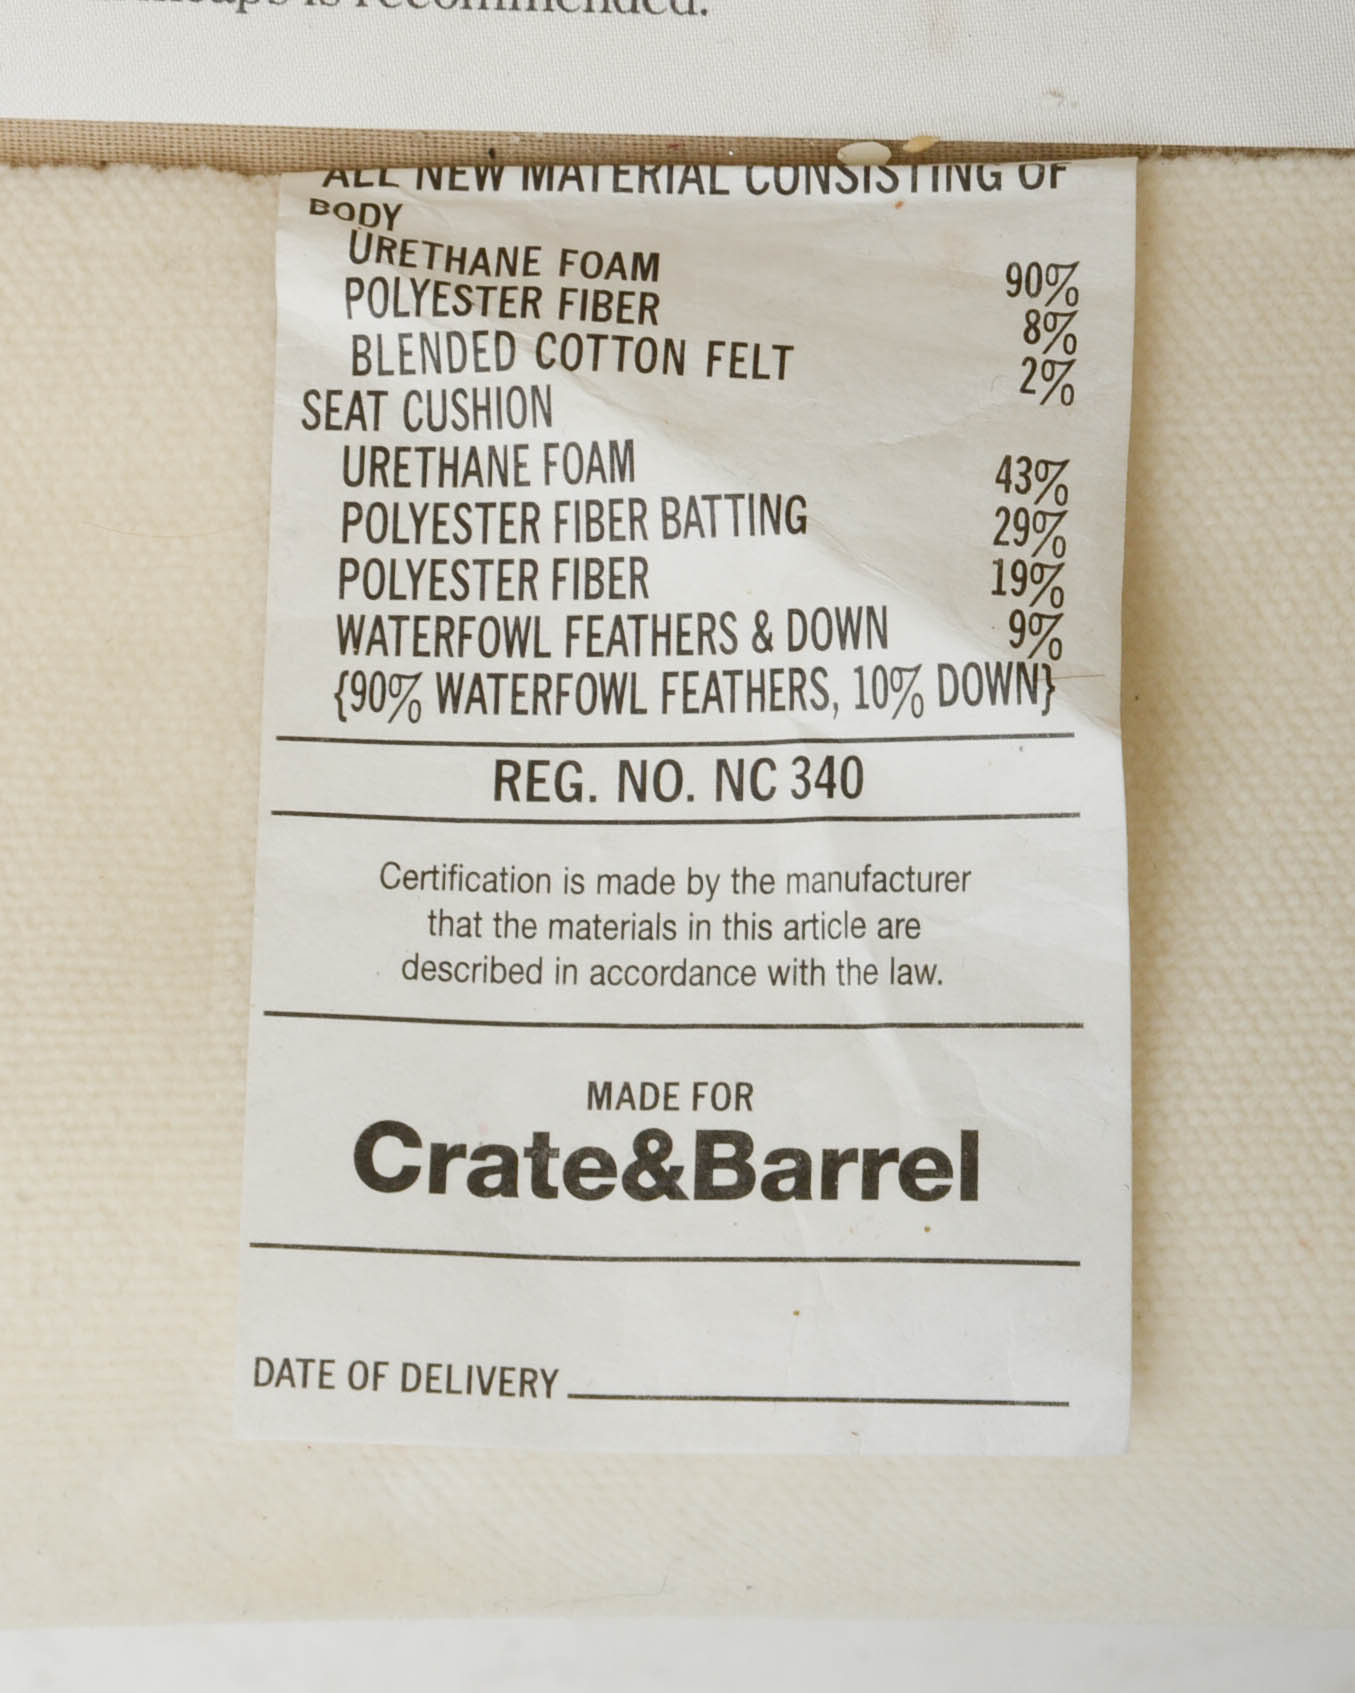 is recommended.
ALL NEW MATERIAL CONSISTING OF
BODY
URETHANE FOAM 90%
POLYESTER FIBER 8%
BLENDED COTTON FELT 2%
SEAT CUSHION
URETHANE FOAM 43%
POLYESTER FIBER BATTING 29%
POLYESTER FIBER 19%
WATERFOWL FEATHERS & DOWN 9%
{90% WATERFOWL FEATHERS, 10% DOWN}
REG. NO. NC 340
Certification is made by the manufacturer
that the materials in this article are
described in accordance with the law.
MADE FOR
Crate&Barrel
DATE OF DELIVERY